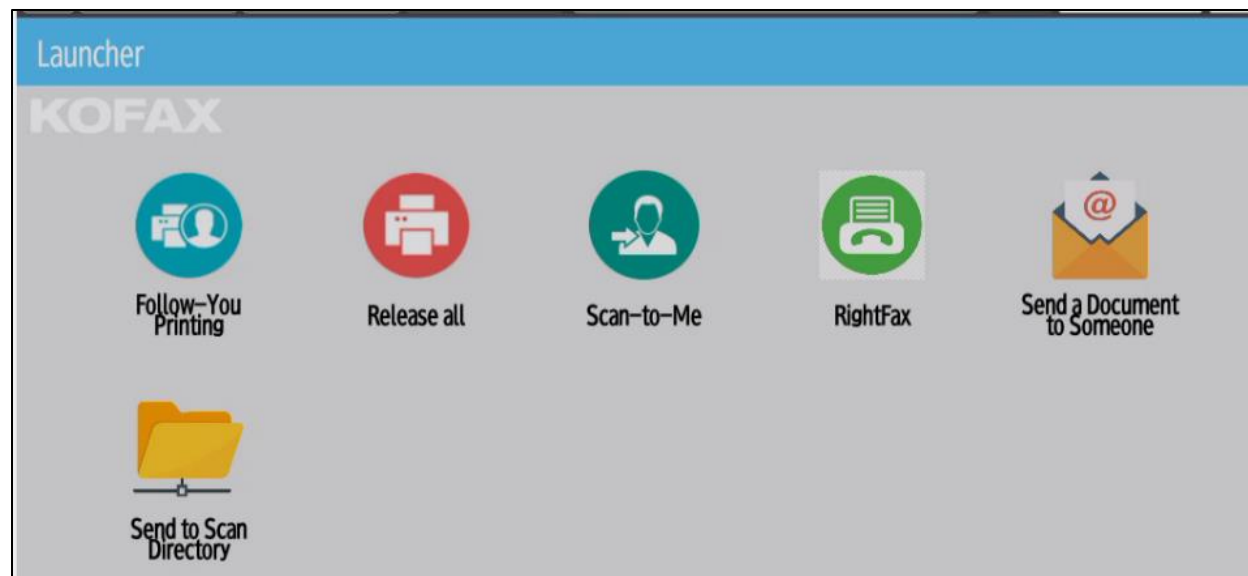 Launcher
KOFAX
Follow-You
Printing
Release all
Scan-to-Me
RightFax
@
Send a Document
to Someone
Send to Scan
Directory